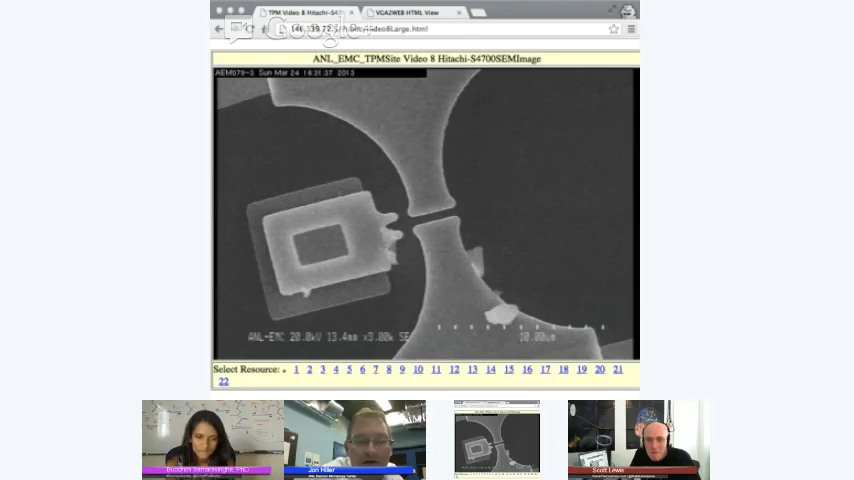 TPM Video 8 Hitachi-S47
VGA2WEB HTML View
Google+
ANL_EMC_TPMSite Video 8 Hitachi-S4700SEMImage
AEM079-3 Sun Mar 24 16:31:37 2013
ANL-EMC 20.0kV 13.4mm x3.00k SE
10.00um
Select Resource: 1 2 3 4 5 6 7 8 9 10 11 12 13 14 15 16 17 18 19 20 21
22
Jon Hiller
Scott Lewis